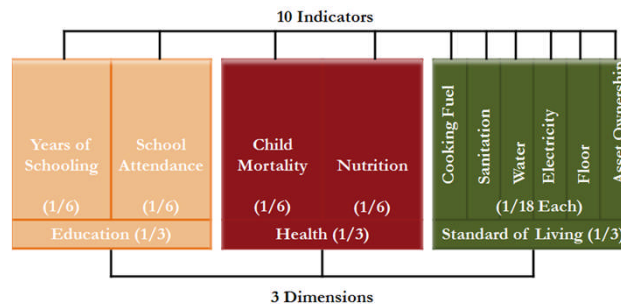 10 Indicators
Years of
Schooling
(1/6)
School
Attendance
(1/6)
Education (1/3)
Child
Mortality
(1/6)
Nutrition
(1/6)
Health (1/3)
Cooking Fuel
Sanitation
Water
Electricity
Floor
Asset Ownership
(1/18 Each)
Standard of Living (1/3)
3 Dimensions